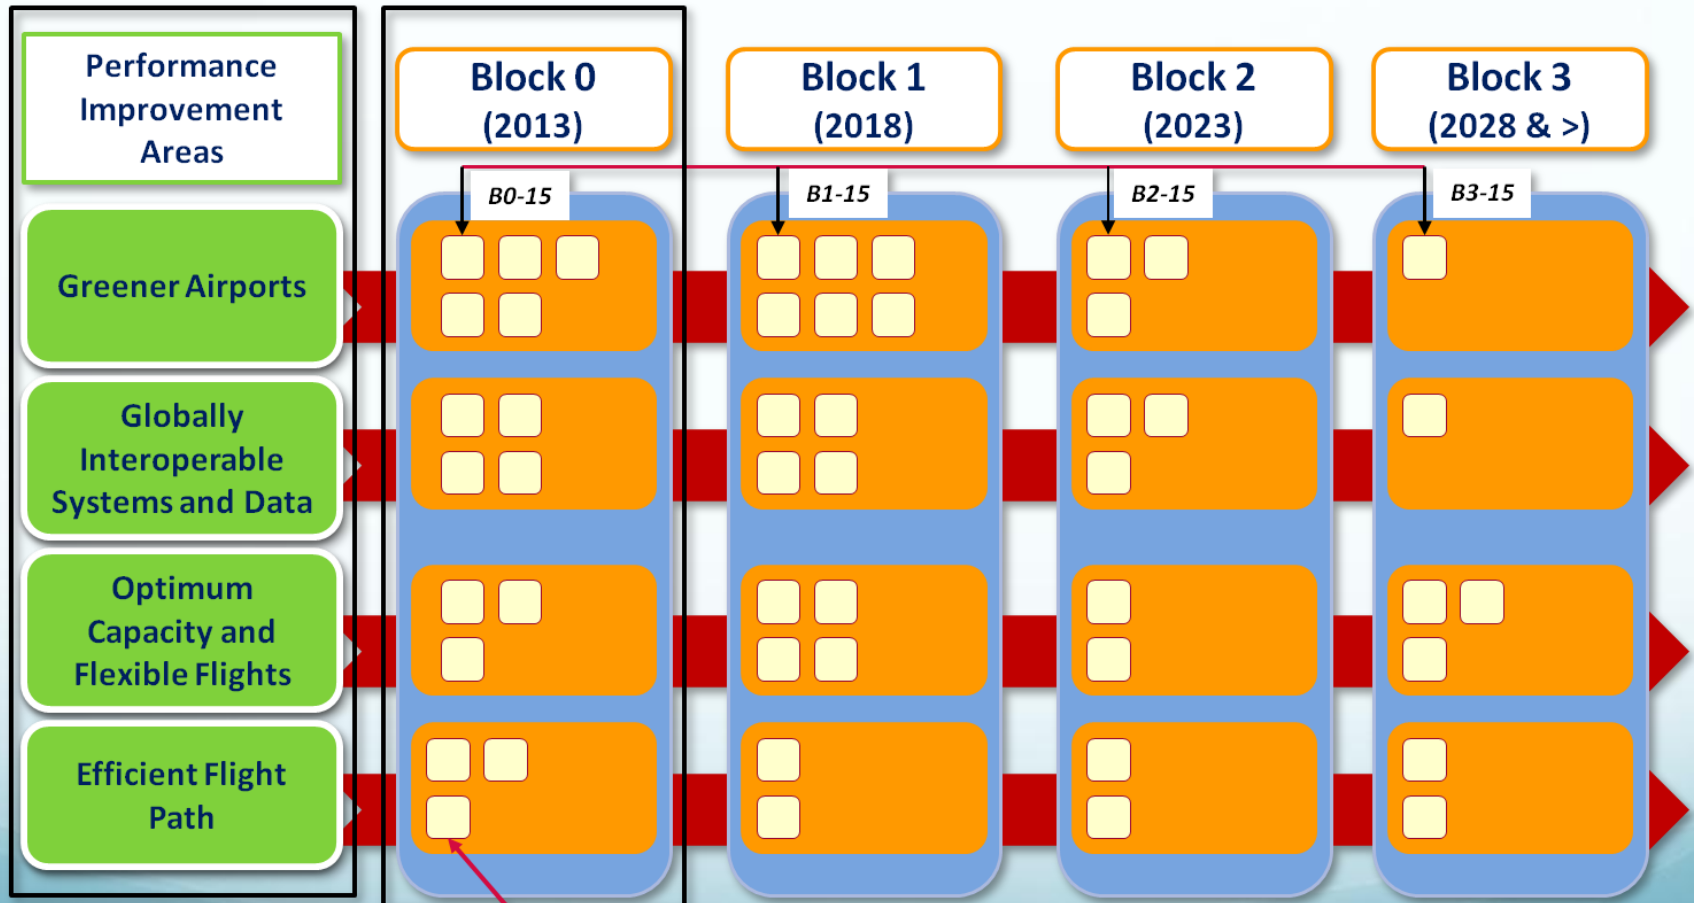 Performance
Improvement
Areas
Block 0
(2013)
Block 1
(2018)
Block 2
(2023)
Block 3
(2028 & >)
B0-15
B1-15
B2-15
B3-15
Greener Airports
Globally
Interoperable
Systems and Data
Optimum
Capacity and
Flexible Flights
Efficient Flight
Path